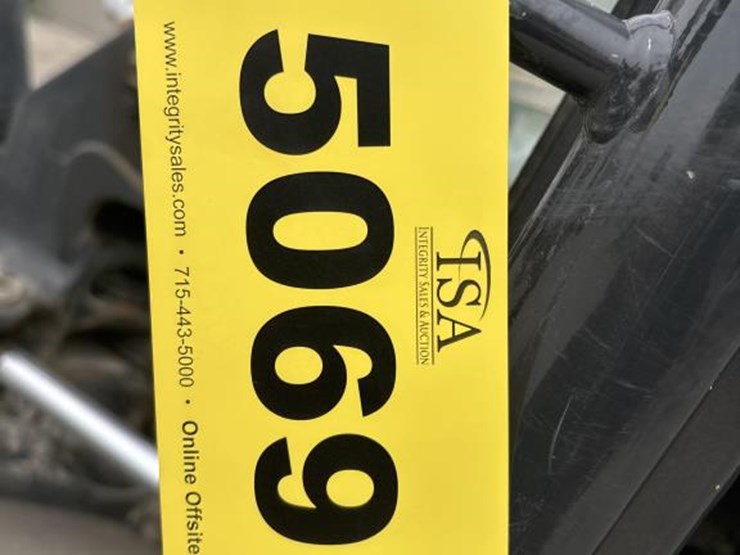 ISA
INTEGRITY SALES & AUCTION
5069
www.integritysales.com • 715-443-5000 • Online Offsite